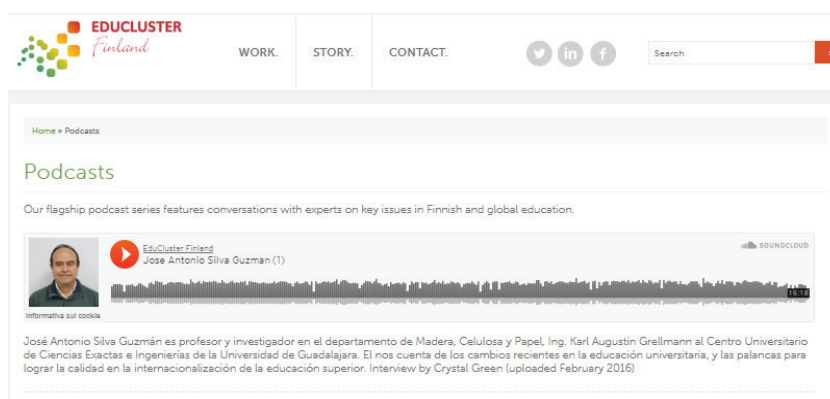 EDUCLUSTER
Finland
WORK.
STORY.
CONTACT.
Search
Home » Podcasts
Podcasts
Our flagship podcast series features conversations with experts on key issues in Finnish and global education.
EduCluster Finland
Jose Antonio Silva Guzman (1)
SOUNDCLOUD
16:18
Informativa sul cookie
José Antonio Silva Guzmán es profesor y investigador en el departamento de Madera, Celulosa y Papel, Ing. Karl Augustin Grellmann al Centro Universitario
de Ciencias Exactas e Ingenierías de la Universidad de Guadalajara. El nos cuenta de los cambios recientes en la educación universitaria, y las palancas para
lograr la calidad en la internacionalización de la educación superior. Interview by Crystal Green (uploaded February 2016)